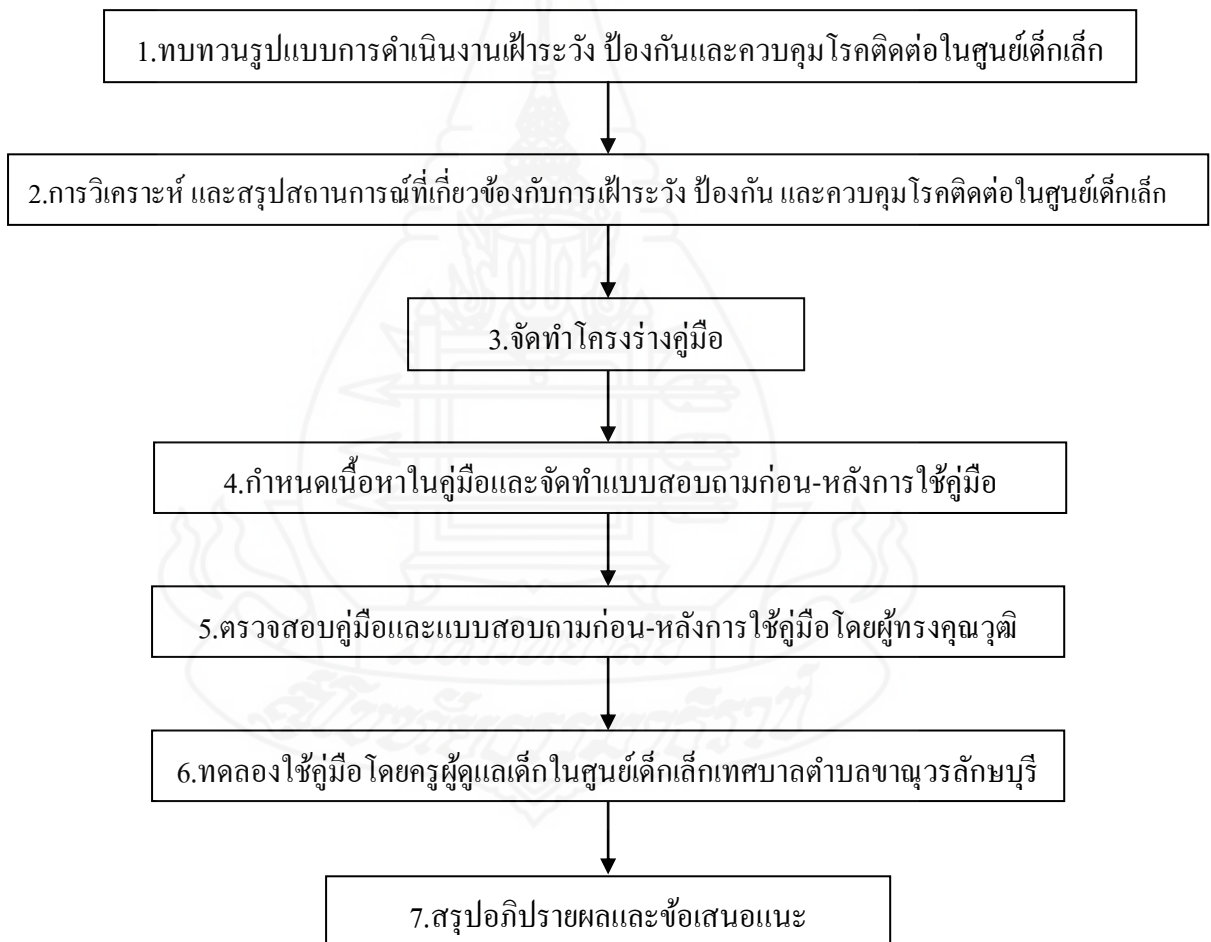 1.ทบทวนรูปแบบการดำเนินงานเฝ้าระวัง ป้องกันและควบคุมโรคติดต่อในศูนย์เด็กเล็ก
2.การวิเคราะห์ และสรุปสถานการณ์ที่เกี่ยวข้องกับการเฝ้าระวัง ป้องกัน และควบคุมโรคติดต่อในศูนย์เด็กเล็ก
3.จัดทำโครงร่างคู่มือ
4.กำหนดเนื้อหาในคู่มือและจัดทำแบบสอบถามก่อน-หลังการใช้คู่มือ
5.ตรวจสอบคู่มือและแบบสอบถามก่อน-หลังการใช้คู่มือโดยผู้ทรงคุณวุฒิ
6.ทดลองใช้คู่มือโดยครูผู้ดูแลเด็กในศูนย์เด็กเล็กเทศบาลตำบลขาณุวรลักษบุรี
7.สรุปอภิปรายผลและข้อเสนอแนะ